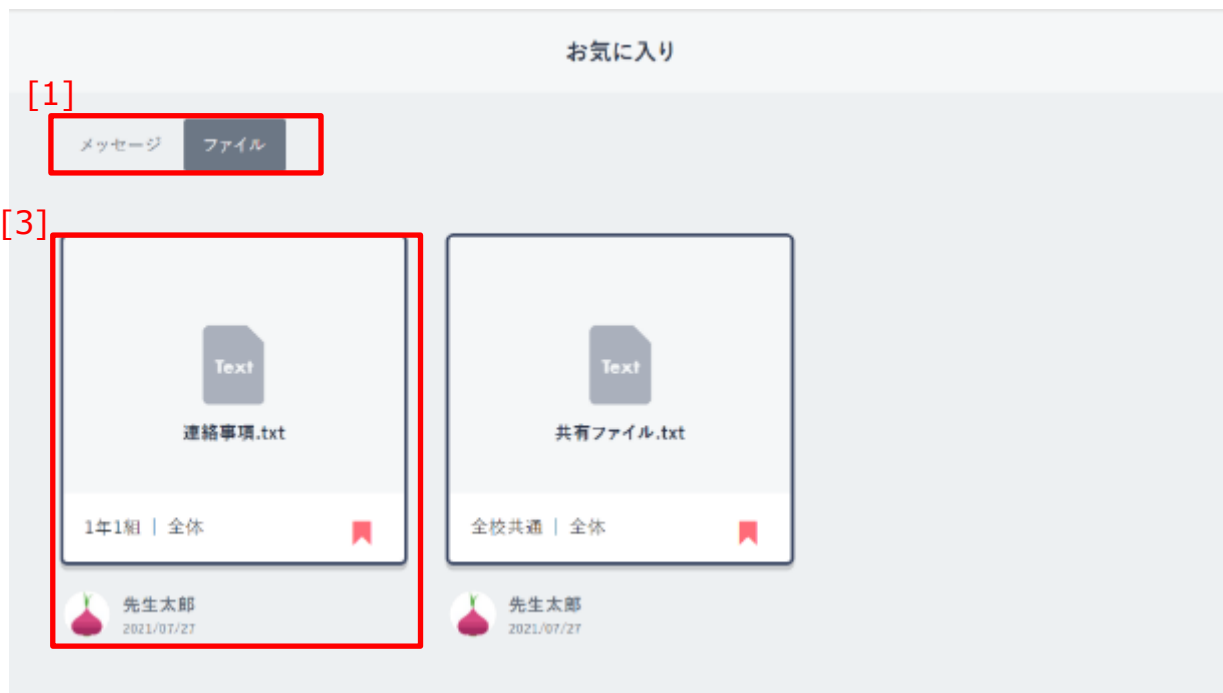 お気に入り
[1]
メッセージ ファイル
[3]
Text
連絡事項.txt
1年1組 | 全体
先生太郎
2021/07/27
Text
共有ファイル.txt
全校共通 | 全体
先生太郎
2021/07/27